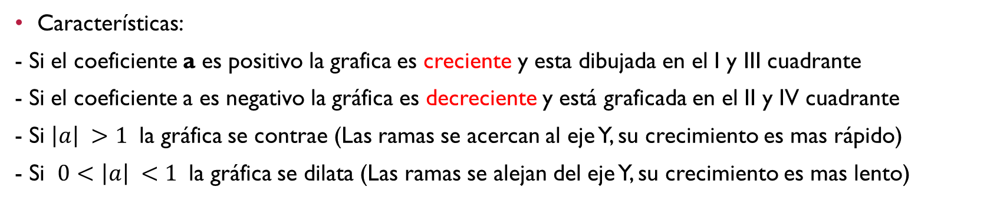 • Características:
- Si el coeficiente a es positivo la grafica es creciente y esta dibujada en el I y III cuadrante
- Si el coeficiente a es negativo la gráfica es decreciente y está graficada en el II y IV cuadrante
- Si |a| > 1 la gráfica se contrae (Las ramas se acercan al eje Y, su crecimiento es mas rápido)
- Si 0 < |a| < 1 la gráfica se dilata (Las ramas se alejan del eje Y, su crecimiento es mas lento)